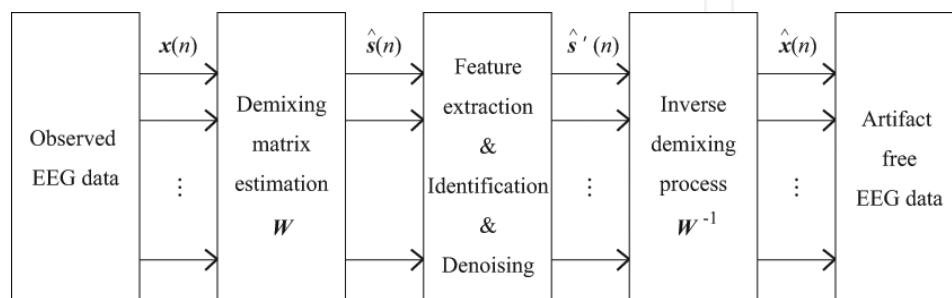 Observed
EEG data
x(n)
⋮
Demixing
matrix
estimation
W
ŝ(n)
Feature
extraction
&
Identification
&
Denoising
ŝ ′ (n)
⋮
Inverse
demixing
process
W⁻¹
x̂(n)
⋮
Artifact
free
EEG data